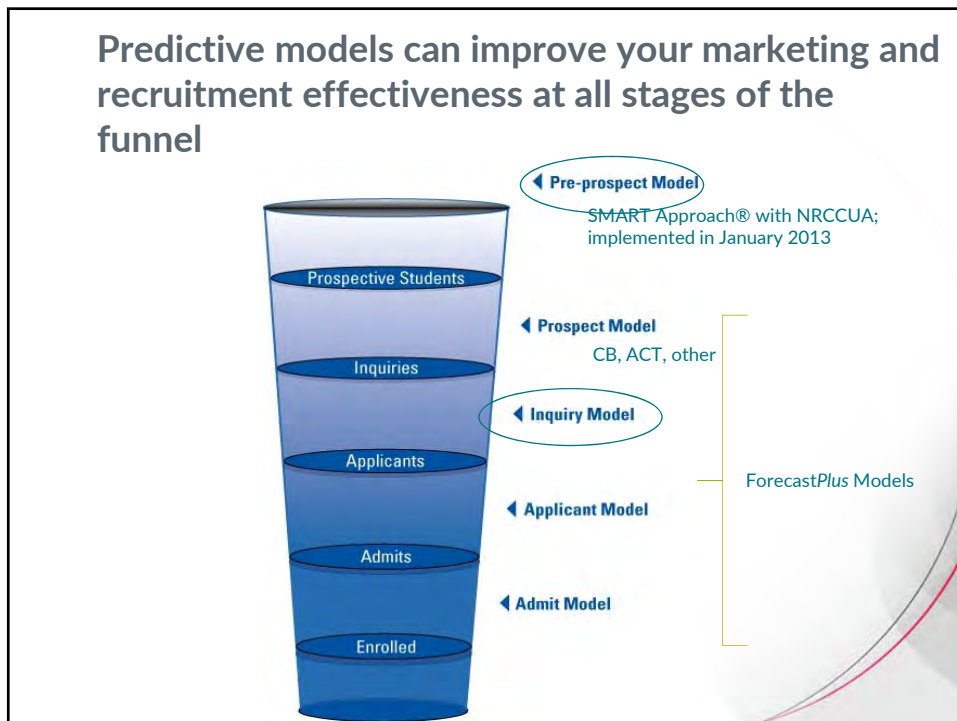 Predictive models can improve your marketing and
recruitment effectiveness at all stages of the
funnel
Pre-prospect Model
SMART Approach® with NRCCUA;
implemented in January 2013
Prospective Students
Prospect Model
CB, ACT, other
Inquiries
Inquiry Model
Applicants
ForecastPlus Models
Applicant Model
Admits
Admit Model
Enrolled